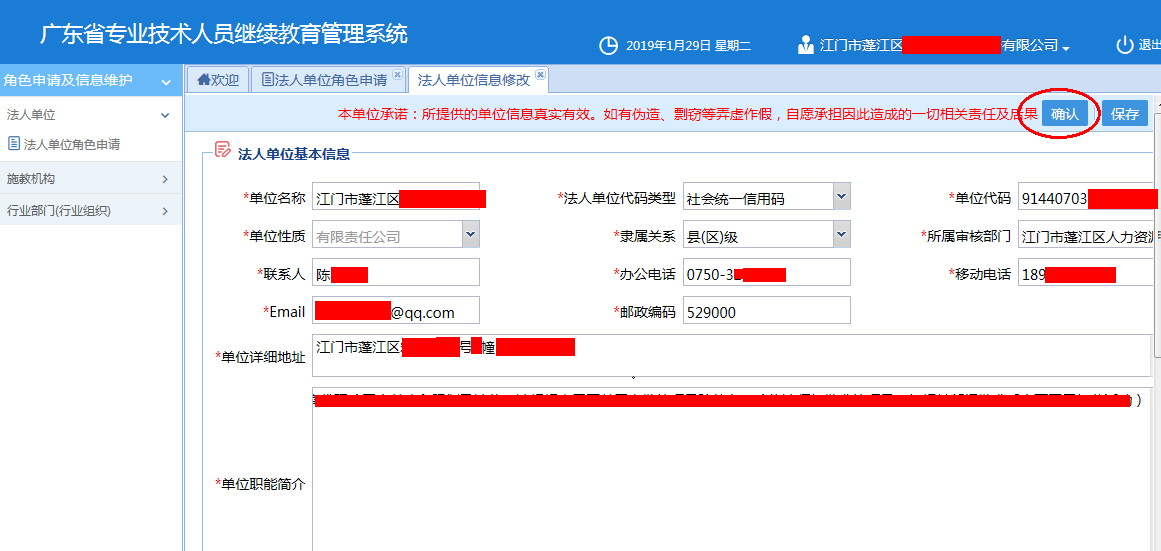 广东省专业技术人员继续教育管理系统
2019年1月29日 星期二
江门市蓬江区 有限公司
退出
角色申请及信息维护
欢迎
法人单位角色申请
法人单位信息修改
法人单位
法人单位角色申请
施教机构
行业部门(行业组织)
本单位承诺：所提供的单位信息真实有效。如有伪造、剽窃等弄虚作假，自愿承担因此造成的一切相关责任及后果
确认
保存
法人单位基本信息
*单位名称 江门市蓬江区
*法人单位代码类型 社会统一信用码
*单位代码 91440703
*单位性质 有限责任公司
*隶属关系 县(区)级
*所属审核部门 江门市蓬江区人力资源
*联系人 陈
*办公电话 0750-3
*移动电话 189
*Email @qq.com
*邮政编码 529000
*单位详细地址 江门市蓬江区 号 幢
*单位职能简介